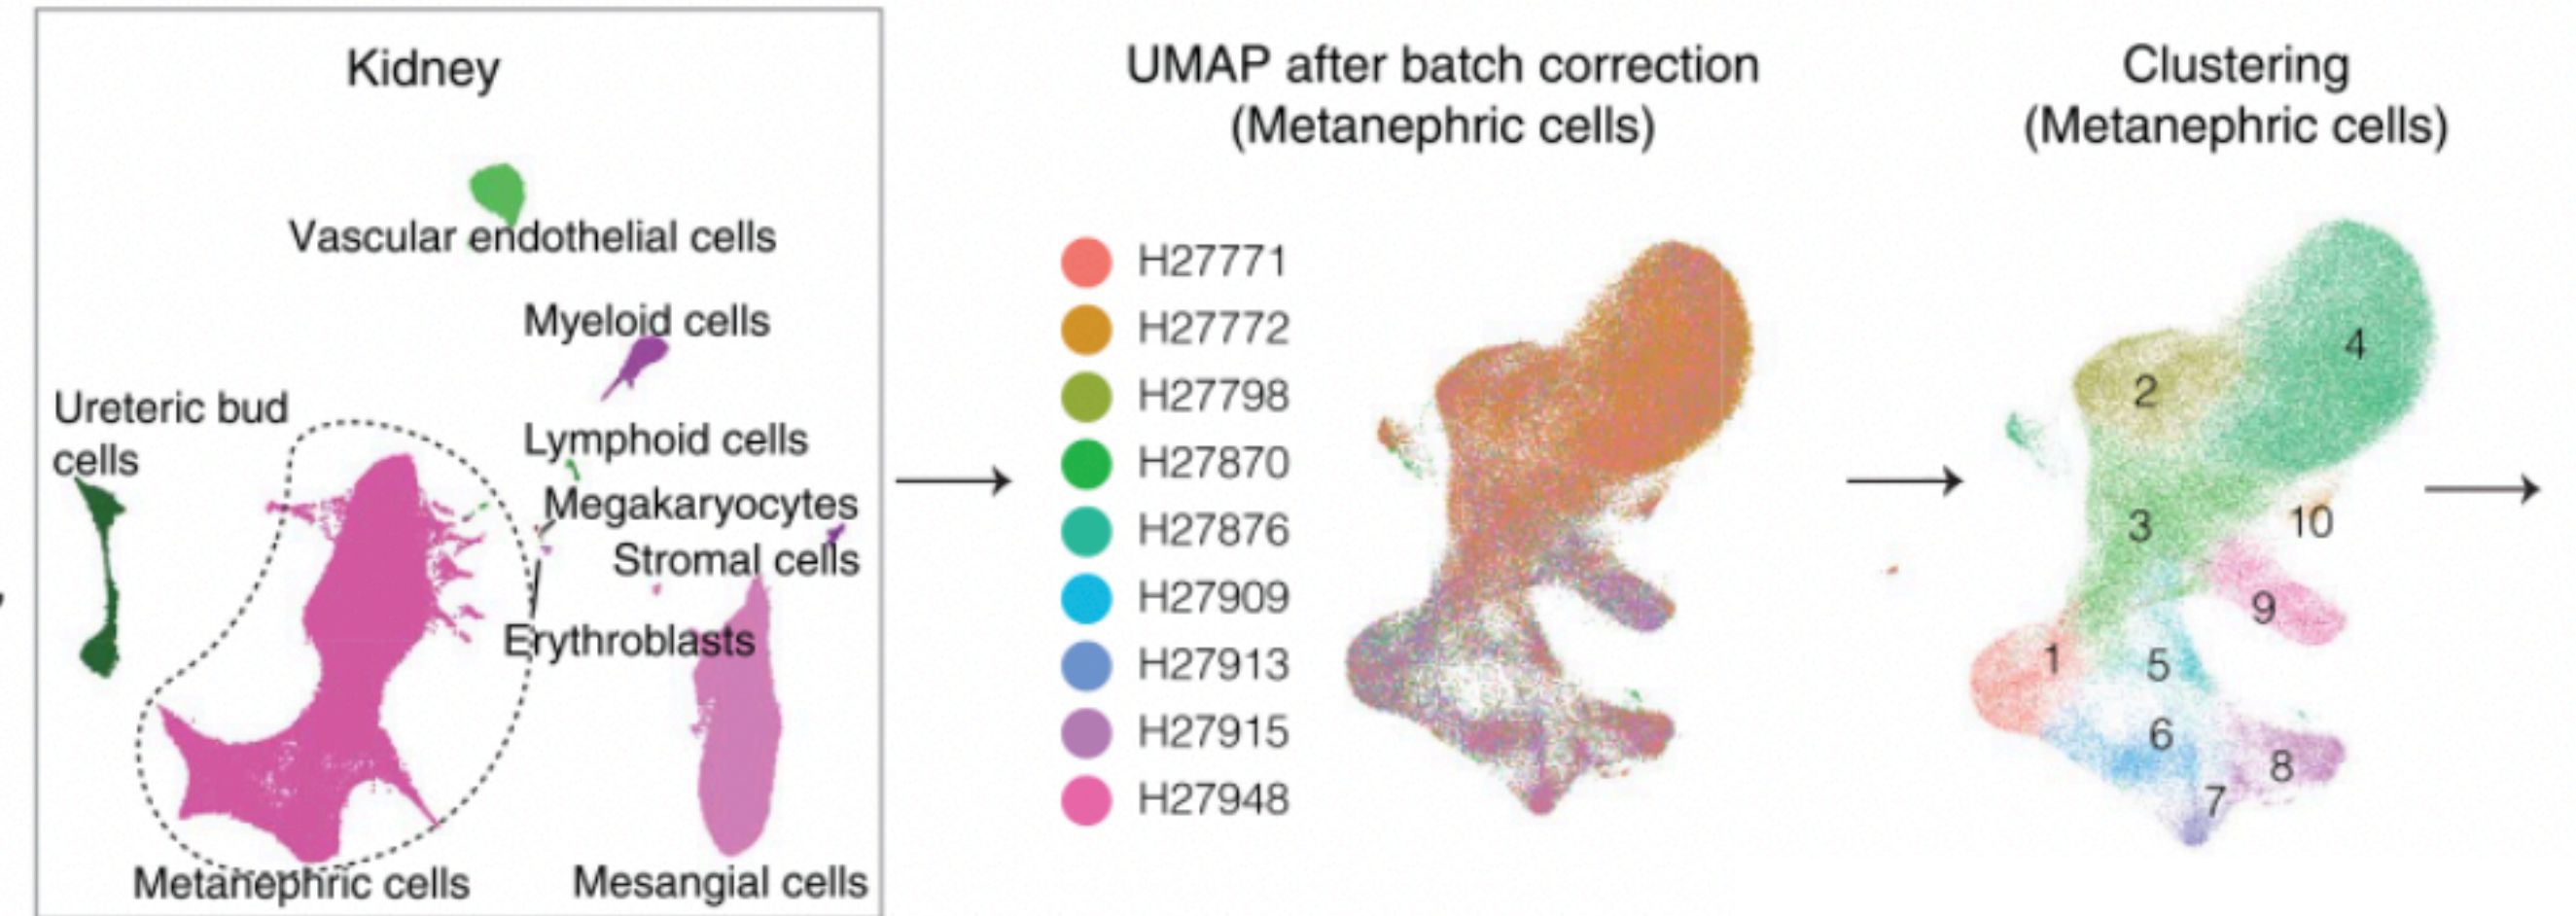 Kidney
Vascular endothelial cells
Myeloid cells
Ureteric bud
cells
Lymphoid cells
Megakaryocytes
Stromal cells
Erythroblasts
Metanephric cells
Mesangial cells
UMAP after batch correction
(Metanephric cells)
H27771
H27772
H27798
H27870
H27876
H27909
H27913
H27915
H27948
Clustering
(Metanephric cells)
4
2
3
10
9
1
5
6
8
7